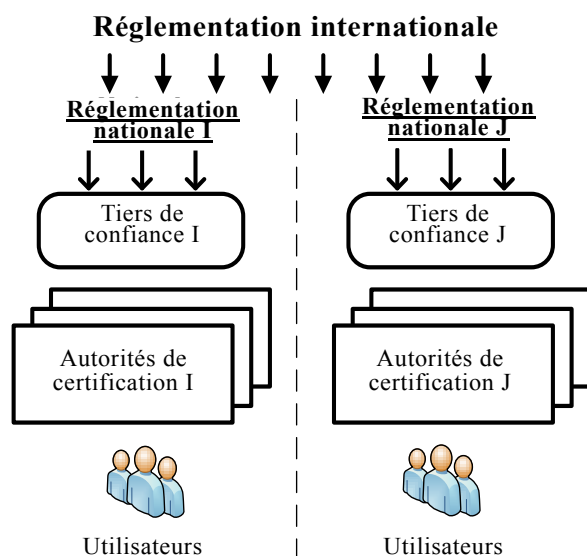 Réglementation internationale
Réglementation
nationale I
Tiers de
confiance I
Autorités de
certification I
Utilisateurs
Réglementation
nationale J
Tiers de
confiance J
Autorités de
certification J
Utilisateurs